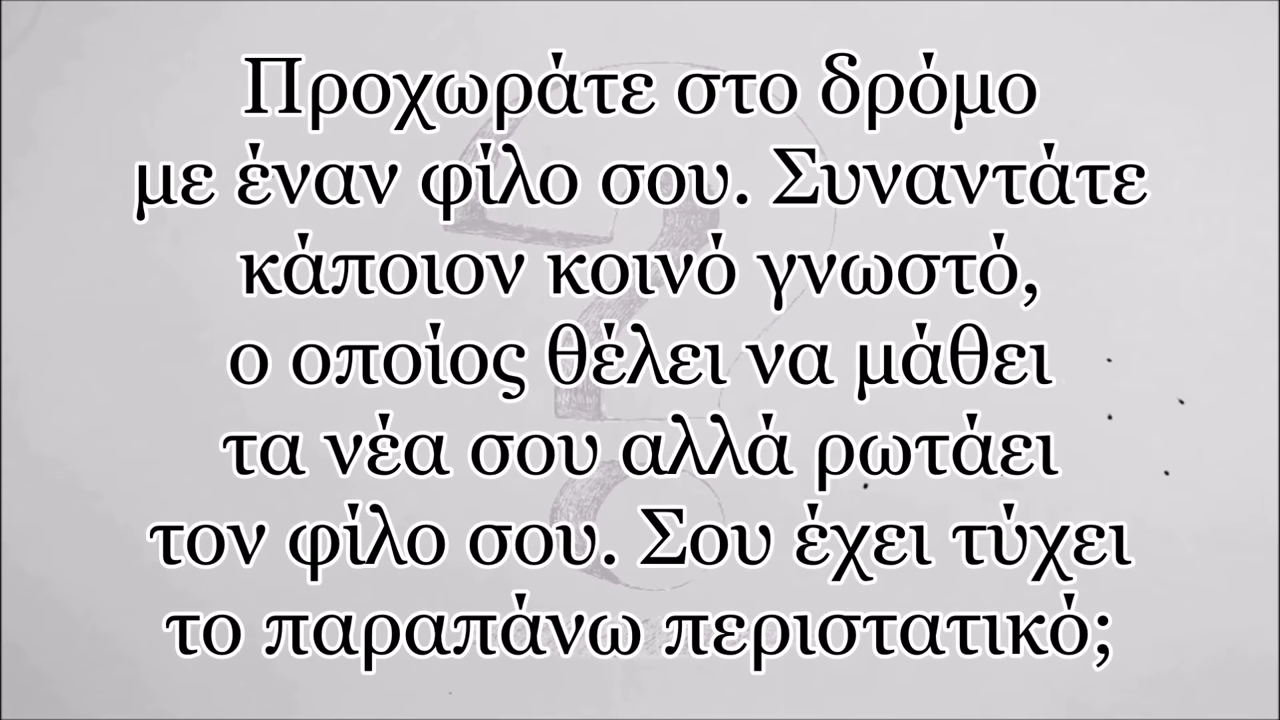 Προχωράτε στο δρόμο
με έναν φίλο σου. Συναντάτε
κάποιον κοινό γνωστό,
ο οποίος θέλει να μάθει
τα νέα σου αλλά ρωτάει
τον φίλο σου. Σου έχει τύχει
το παραπάνω περιστατικό;